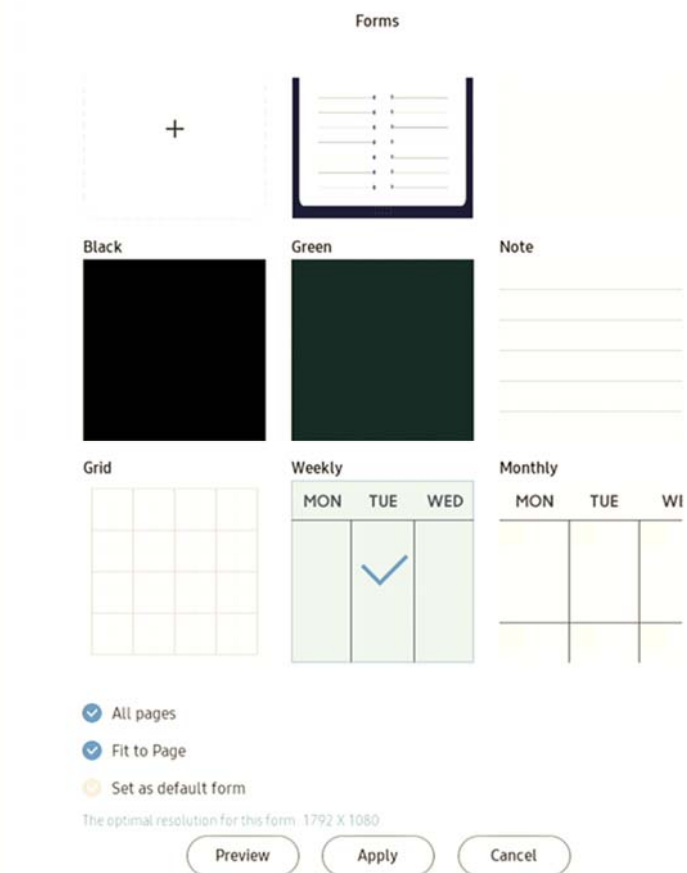 Forms
+
Black Green Note
Grid Weekly Monthly
MON TUE WED MON TUE WI
All pages
Fit to Page
Set as default form
The optimal resolution for this form 1792 X 1080
Preview Apply Cancel